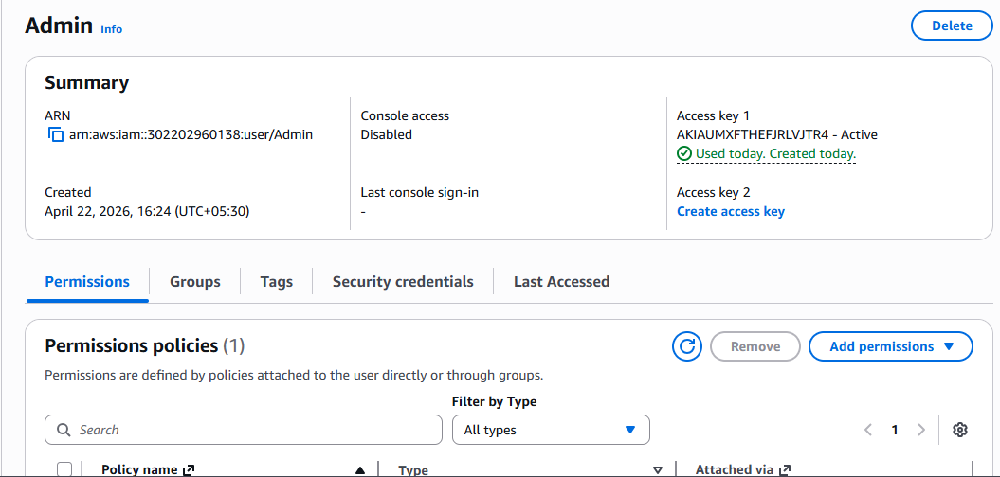 Admin Info
Delete
Summary
ARN
arn:aws:iam::302202960138:user/Admin
Console access
Disabled
Access key 1
AKIAUMXFTHEFJRLVJTR4 - Active
Used today. Created today.
Created
April 22, 2026, 16:24 (UTC+05:30)
Last console sign-in
-
Access key 2
Create access key
Permissions
Groups
Tags
Security credentials
Last Accessed
Permissions policies (1)
Remove
Add permissions
Permissions are defined by policies attached to the user directly or through groups.
Filter by Type
Search
All types
1
Policy name
Type
Attached via